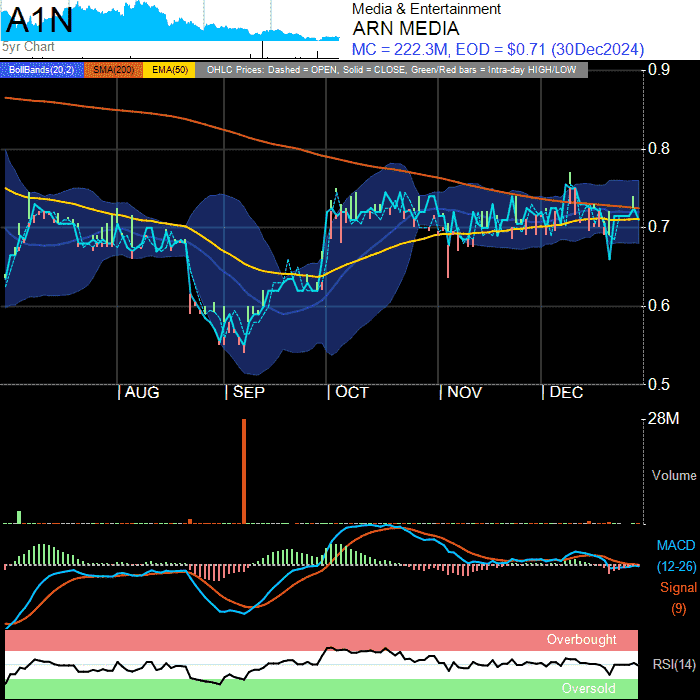 A1N
5yr Chart
Media & Entertainment
ARN MEDIA
MC = 222.3M, EOD = $0.71 (30Dec2024)
BollBands(20,2) SMA(200) EMA(50) OHLC Prices: Dashed = OPEN, Solid = CLOSE, Green/Red bars = Intra-day HIGH/LOW
0.9
0.8
0.7
0.6
0.5
AUG SEP OCT NOV DEC
28M
Volume
MACD
(12-26)
Signal
(9)
Overbought
RSI(14)
Oversold